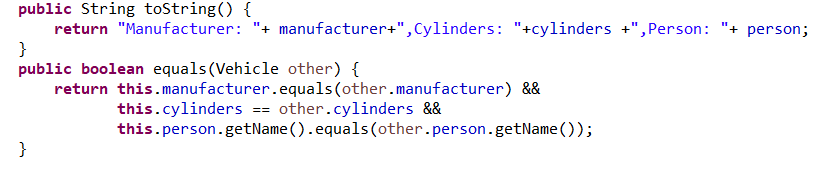 public String toString() {
    return "Manufacturer: "+ manufacturer+",Cylinders: "+cylinders +",Person: "+ person;
}
public boolean equals(Vehicle other) {
    return this.manufacturer.equals(other.manufacturer) &&
           this.cylinders == other.cylinders &&
           this.person.getName().equals(other.person.getName());
}